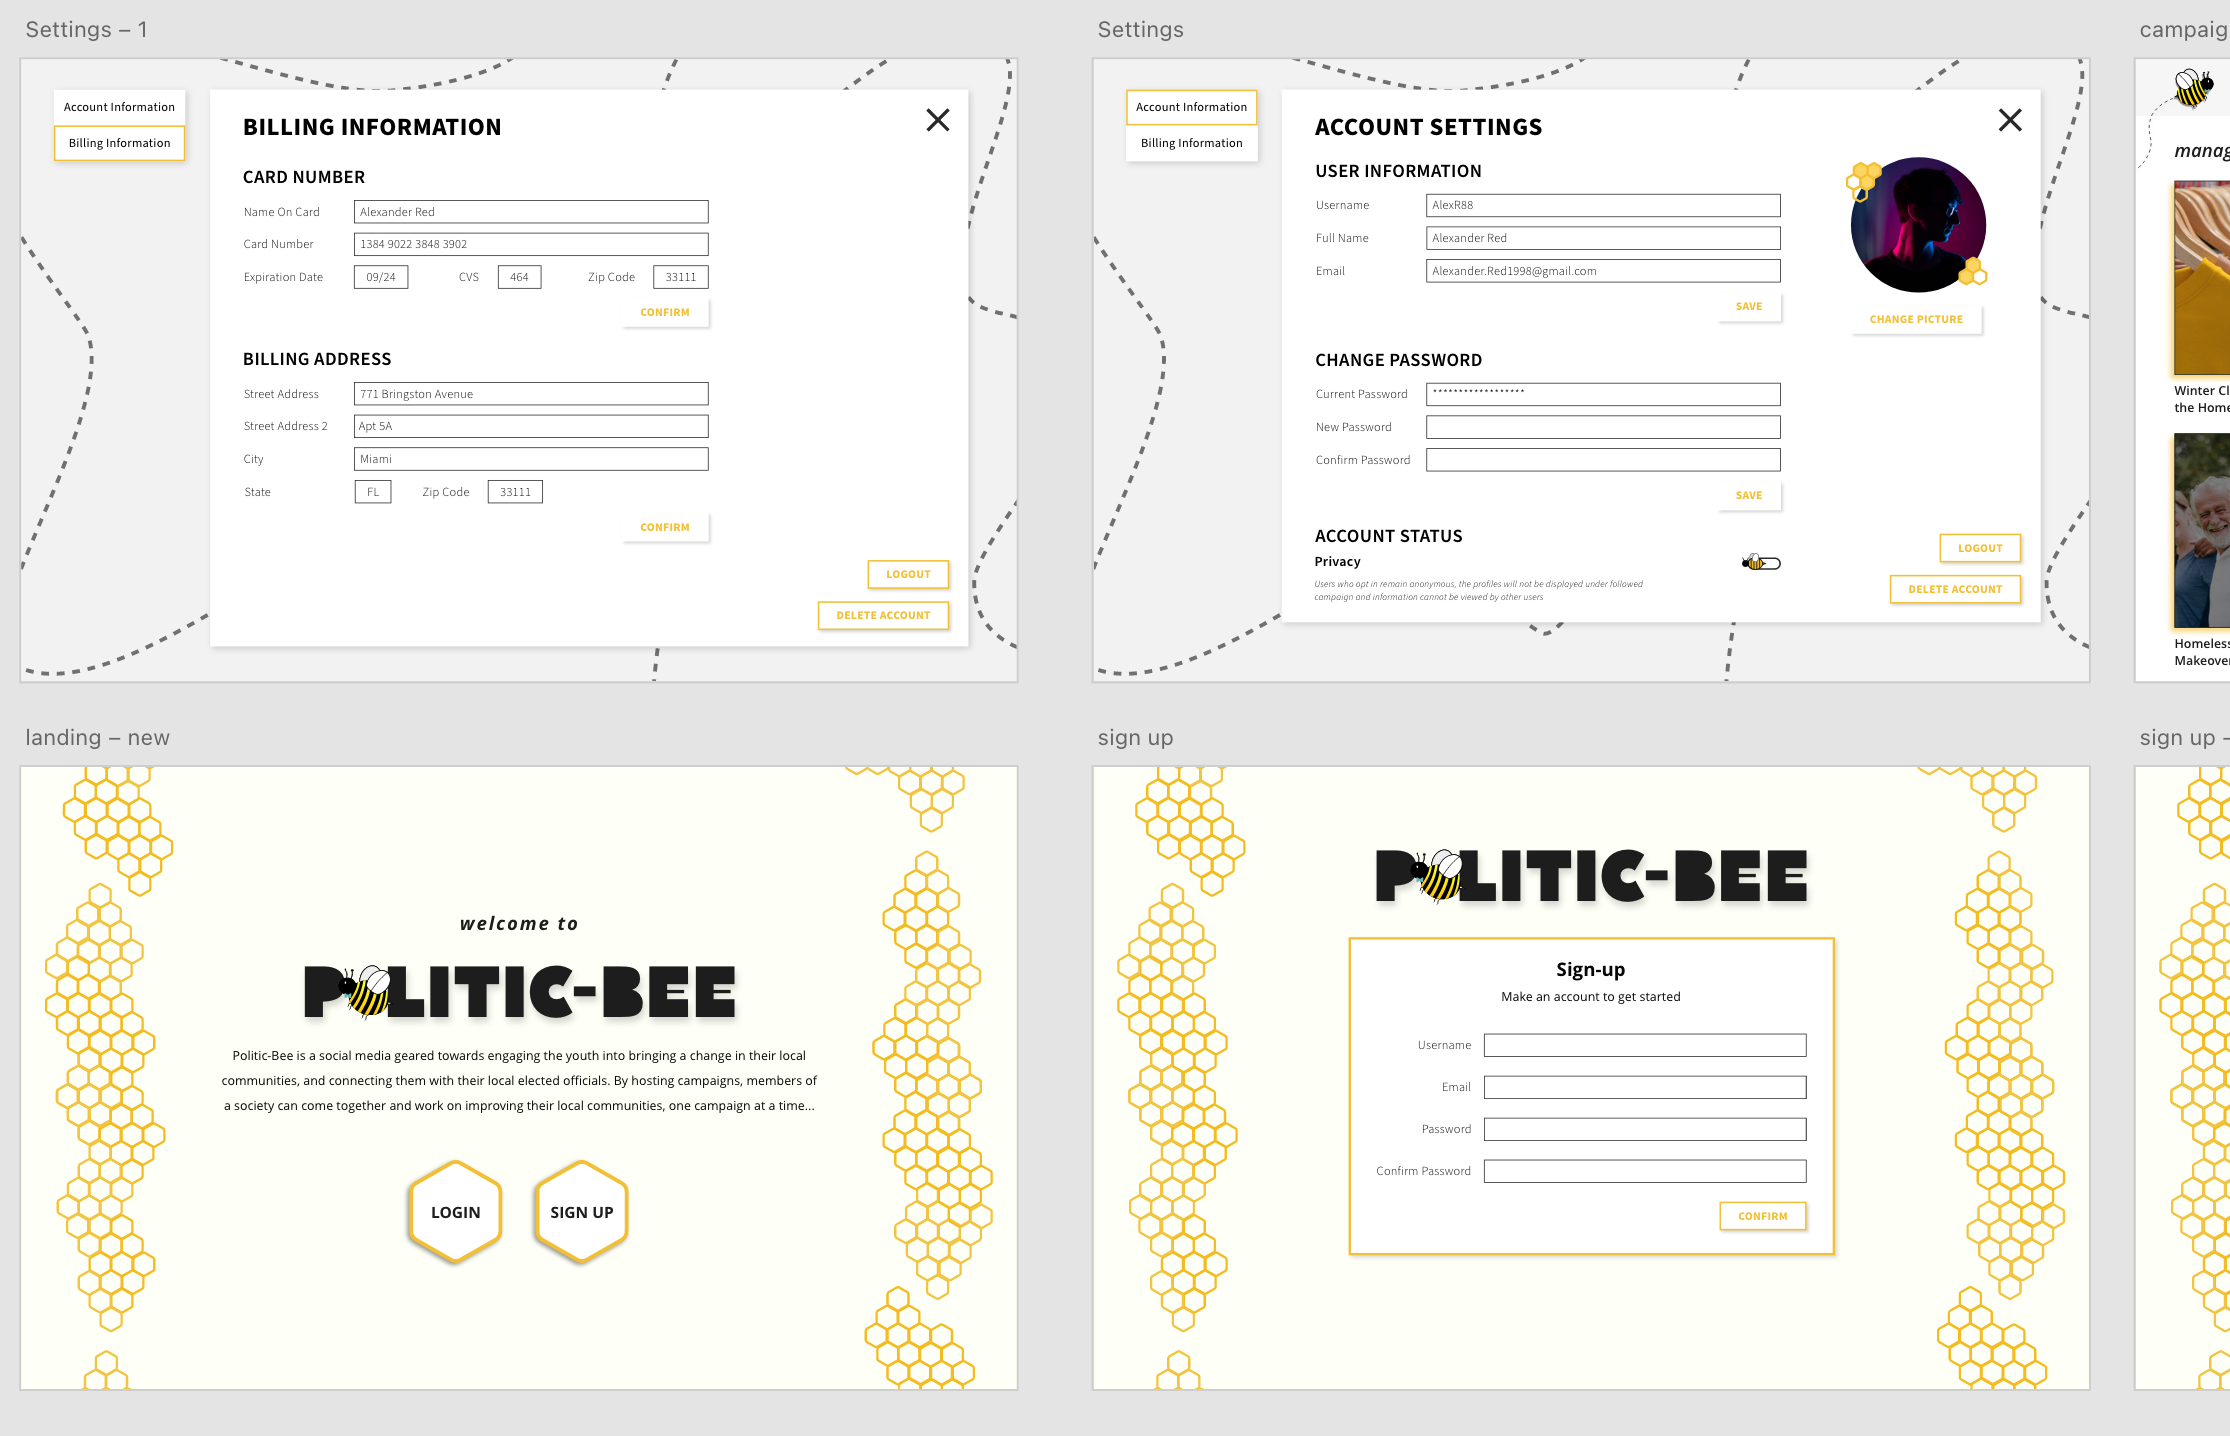 Settings – 1
Account Information
Billing Information
BILLING INFORMATION
CARD NUMBER
Name On Card
Alexander Red
Card Number
1384 9022 3848 3902
Expiration Date
09/24
CVS
464
Zip Code
33111
CONFIRM
BILLING ADDRESS
Street Address
771 Bringston Avenue
Street Address 2
Apt 5A
City
Miami
State
FL
Zip Code
33111
CONFIRM
LOGOUT
DELETE ACCOUNT
Settings
Account Information
Billing Information
ACCOUNT SETTINGS
USER INFORMATION
Username
AlexR88
Full Name
Alexander Red
Email
Alexander.Red1998@gmail.com
SAVE
CHANGE PICTURE
CHANGE PASSWORD
Current Password
******************
New Password
Confirm Password
SAVE
ACCOUNT STATUS
Privacy
Users who opt in remain anonymous, the profiles will not be displayed under followed
campaign and information cannot be viewed by other users
LOGOUT
DELETE ACCOUNT
campaig
manag
Winter Cl
the Home
Homeless
Makeover
landing – new
welcome to
POLITIC-BEE
Politic-Bee is a social media geared towards engaging the youth into bringing a change in their local
communities, and connecting them with their local elected officials. By hosting campaigns, members of
a society can come together and work on improving their local communities, one campaign at a time...
LOGIN
SIGN UP
sign up
POLITIC-BEE
Sign-up
Make an account to get started
Username
Email
Password
Confirm Password
CONFIRM
sign up –